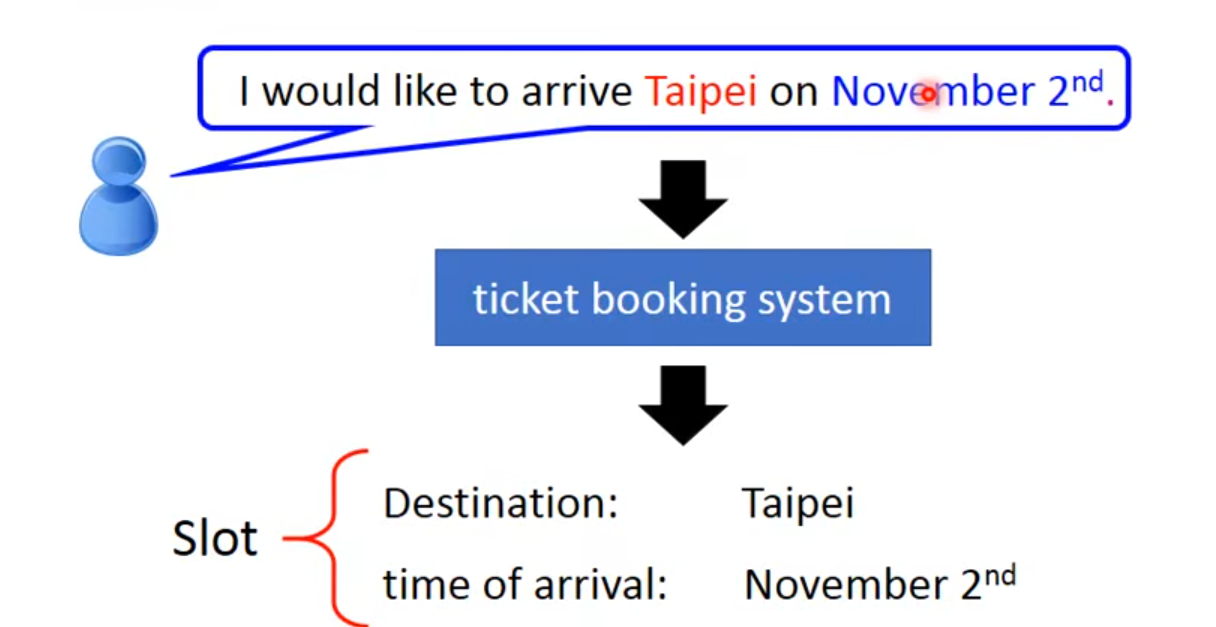 I would like to arrive Taipei on November 2nd.
ticket booking system
Slot
Destination: Taipei
time of arrival: November 2nd